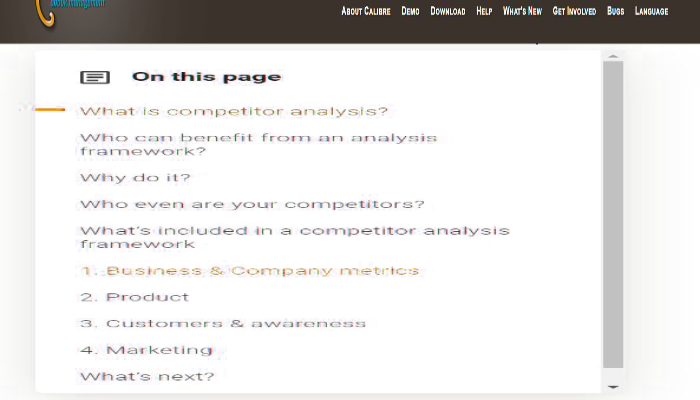 ebook management
About Calibre Demo Download Help What's New Get Involved Bugs Language
On this page
What is competitor analysis?
Who can benefit from an analysis
framework?
Why do it?
Who even are your competitors?
What's included in a competitor analysis
framework
1. Business & Company metrics
2. Product
3. Customers & awareness
4. Marketing
What's next?